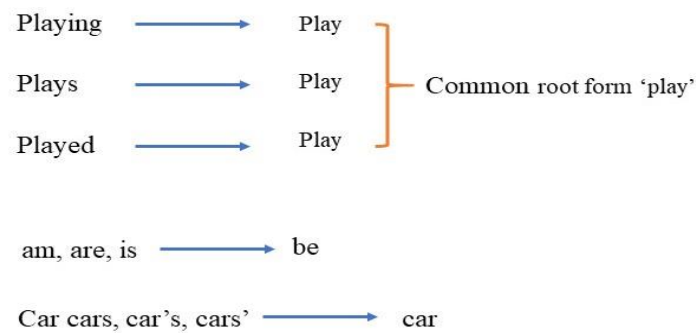 Playing Play
Plays Play Common root form ‘play’
Played Play
am, are, is be
Car cars, car’s, cars’ car